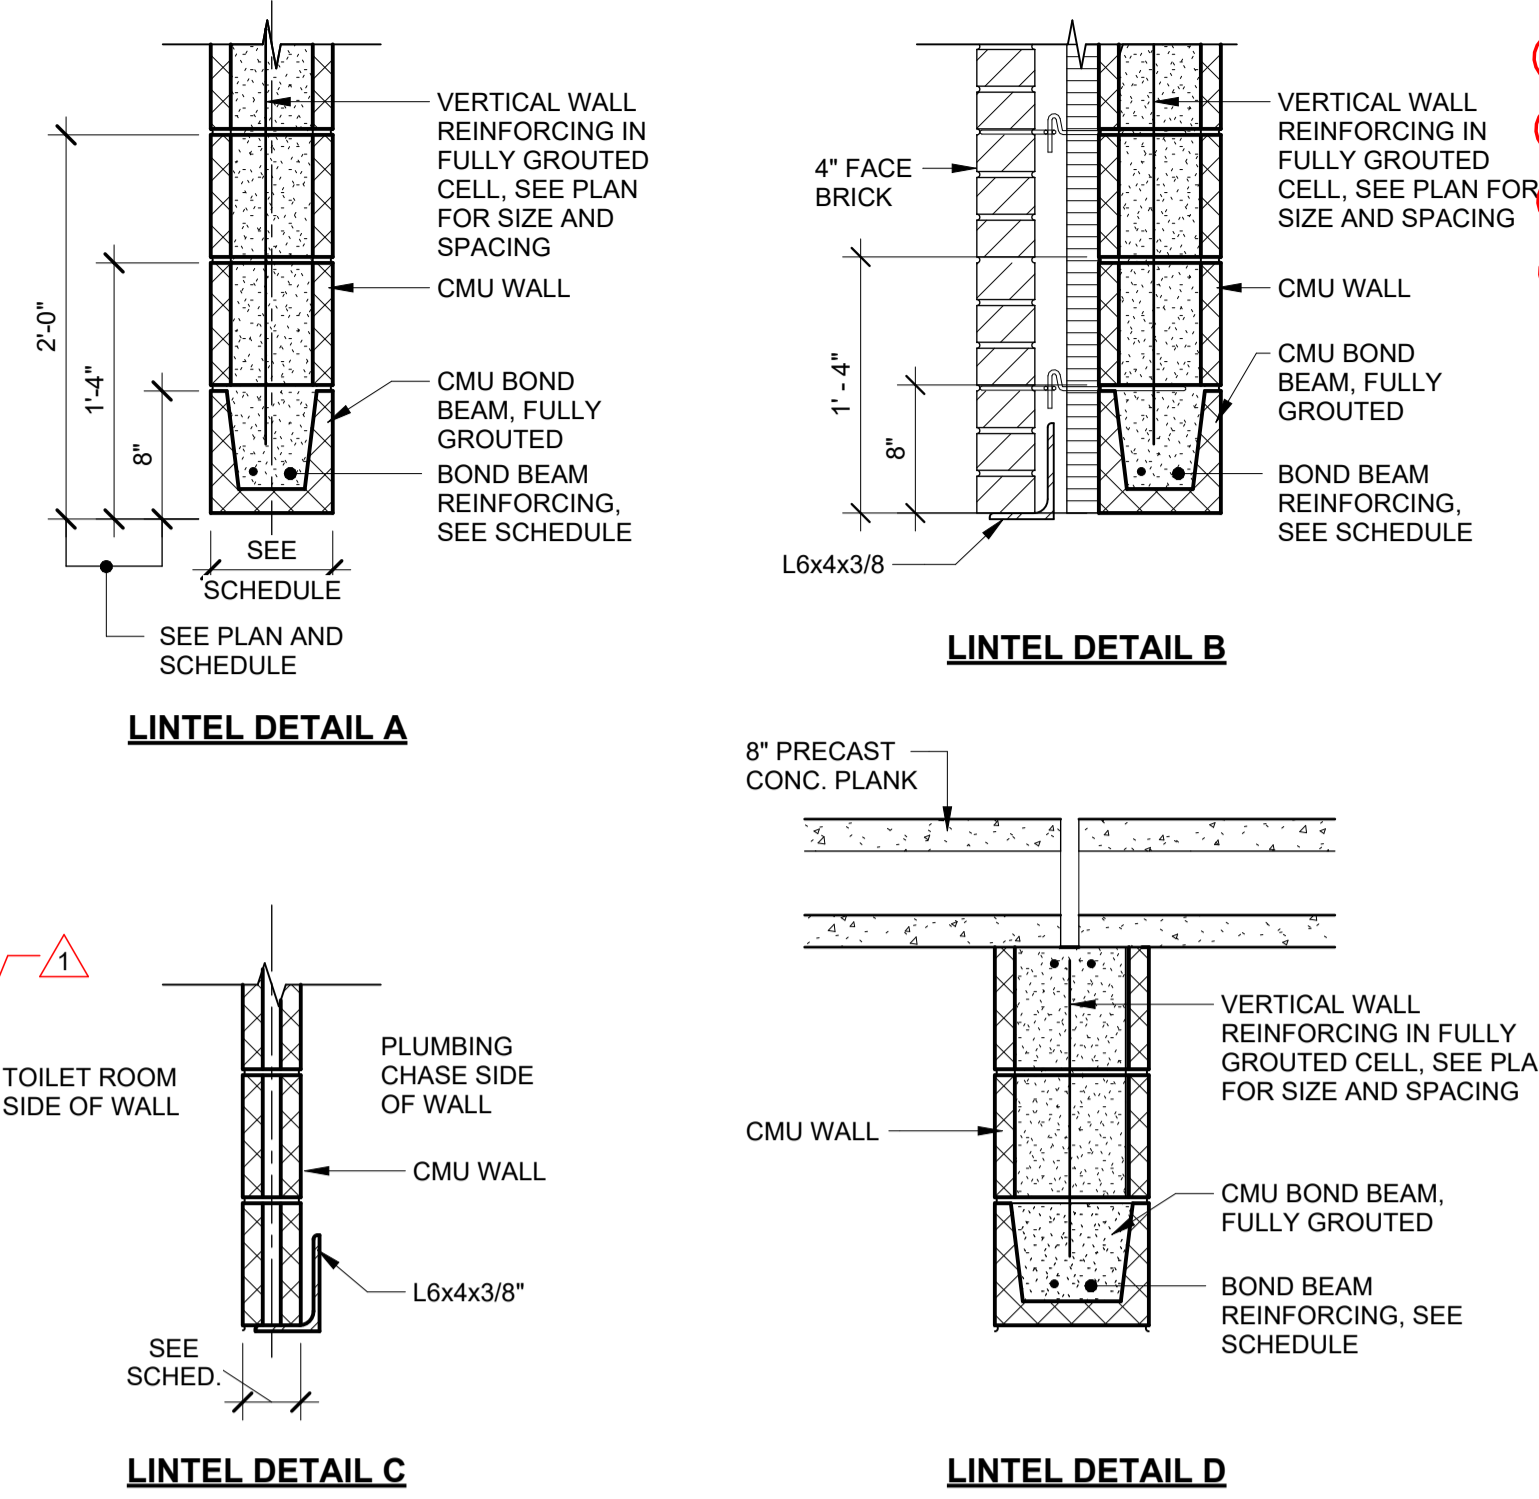 VERTICAL WALL
REINFORCING IN
FULLY GROUTED
CELL, SEE PLAN
FOR SIZE AND
SPACING
2'-0"
1'-4"
8"
CMU WALL
CMU BOND
BEAM, FULLY
GROUTED
BOND BEAM
REINFORCING,
SEE SCHEDULE
SEE
SCHEDULE
SEE PLAN AND
SCHEDULE
LINTEL DETAIL A
4" FACE
BRICK
VERTICAL WALL
REINFORCING IN
FULLY GROUTED
CELL, SEE PLAN FOR
SIZE AND SPACING
1' - 4"
8"
CMU WALL
CMU BOND
BEAM, FULLY
GROUTED
BOND BEAM
REINFORCING,
SEE SCHEDULE
L6x4x3/8
LINTEL DETAIL B
1
TOILET ROOM
SIDE OF WALL
PLUMBING
CHASE SIDE
OF WALL
CMU WALL
L6x4x3/8"
SEE
SCHED.
LINTEL DETAIL C
8" PRECAST
CONC. PLANK
VERTICAL WALL
REINFORCING IN FULLY
GROUTED CELL, SEE PLA
FOR SIZE AND SPACING
CMU WALL
CMU BOND BEAM,
FULLY GROUTED
BOND BEAM
REINFORCING, SEE
SCHEDULE
LINTEL DETAIL D